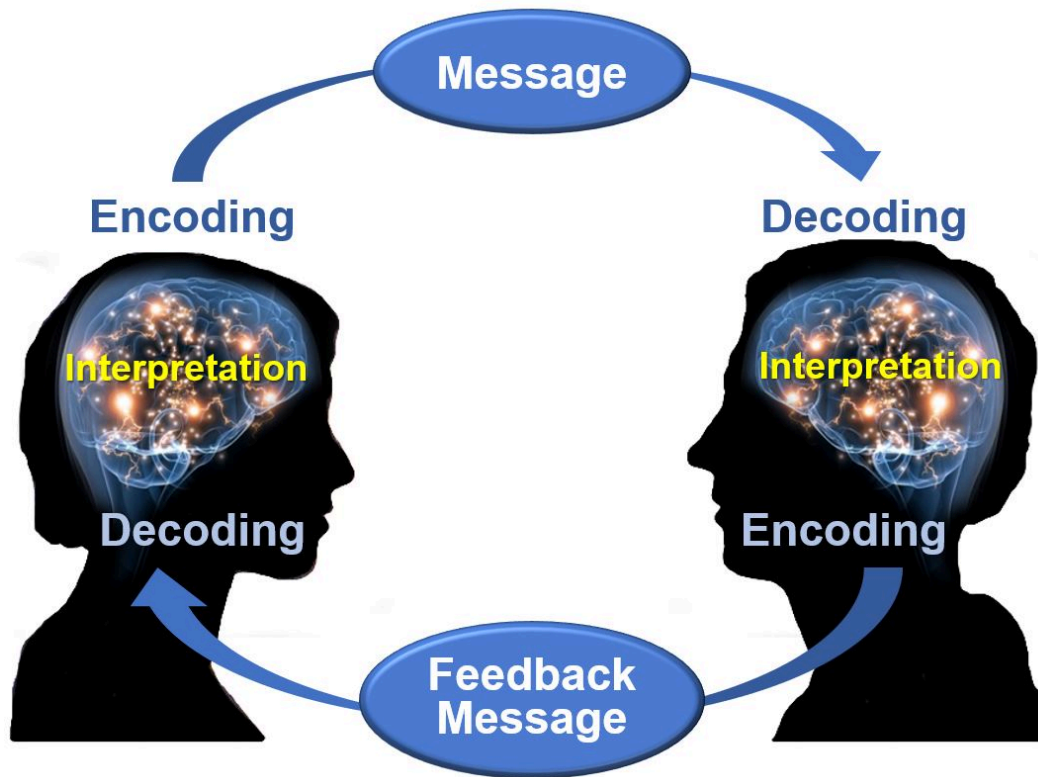 Message
Encoding
Decoding
Interpretation
Interpretation
Decoding
Encoding
Feedback
Message